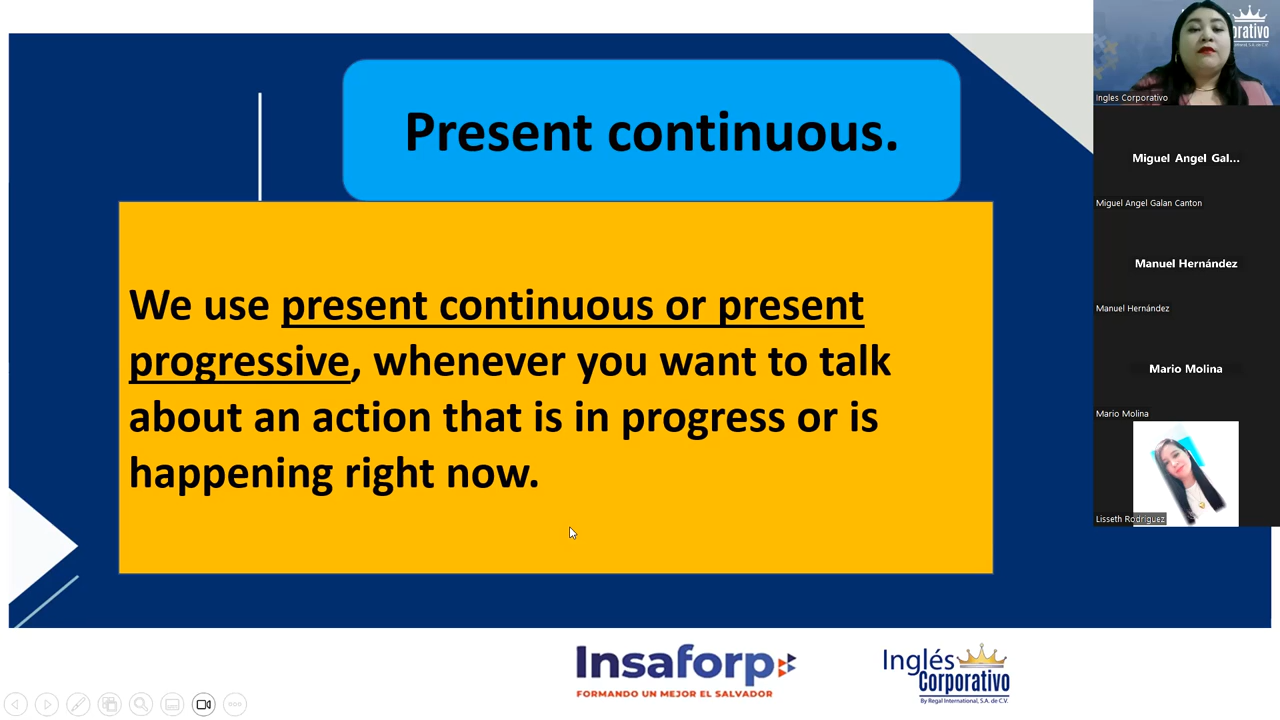 Present continuous.
We use present continuous or present
progressive, whenever you want to talk
about an action that is in progress or is
happening right now.
Insaforp
FORMANDO UN MEJOR EL SALVADOR
Inglés
Corporativo
By Regal International, S.A. de C.V.
Ingles Corporativo
Miguel Angel Gal...
Miguel Angel Galan Canton
Manuel Hernández
Manuel Hernández
Mario Molina
Mario Molina
Lisseth Rodriguez